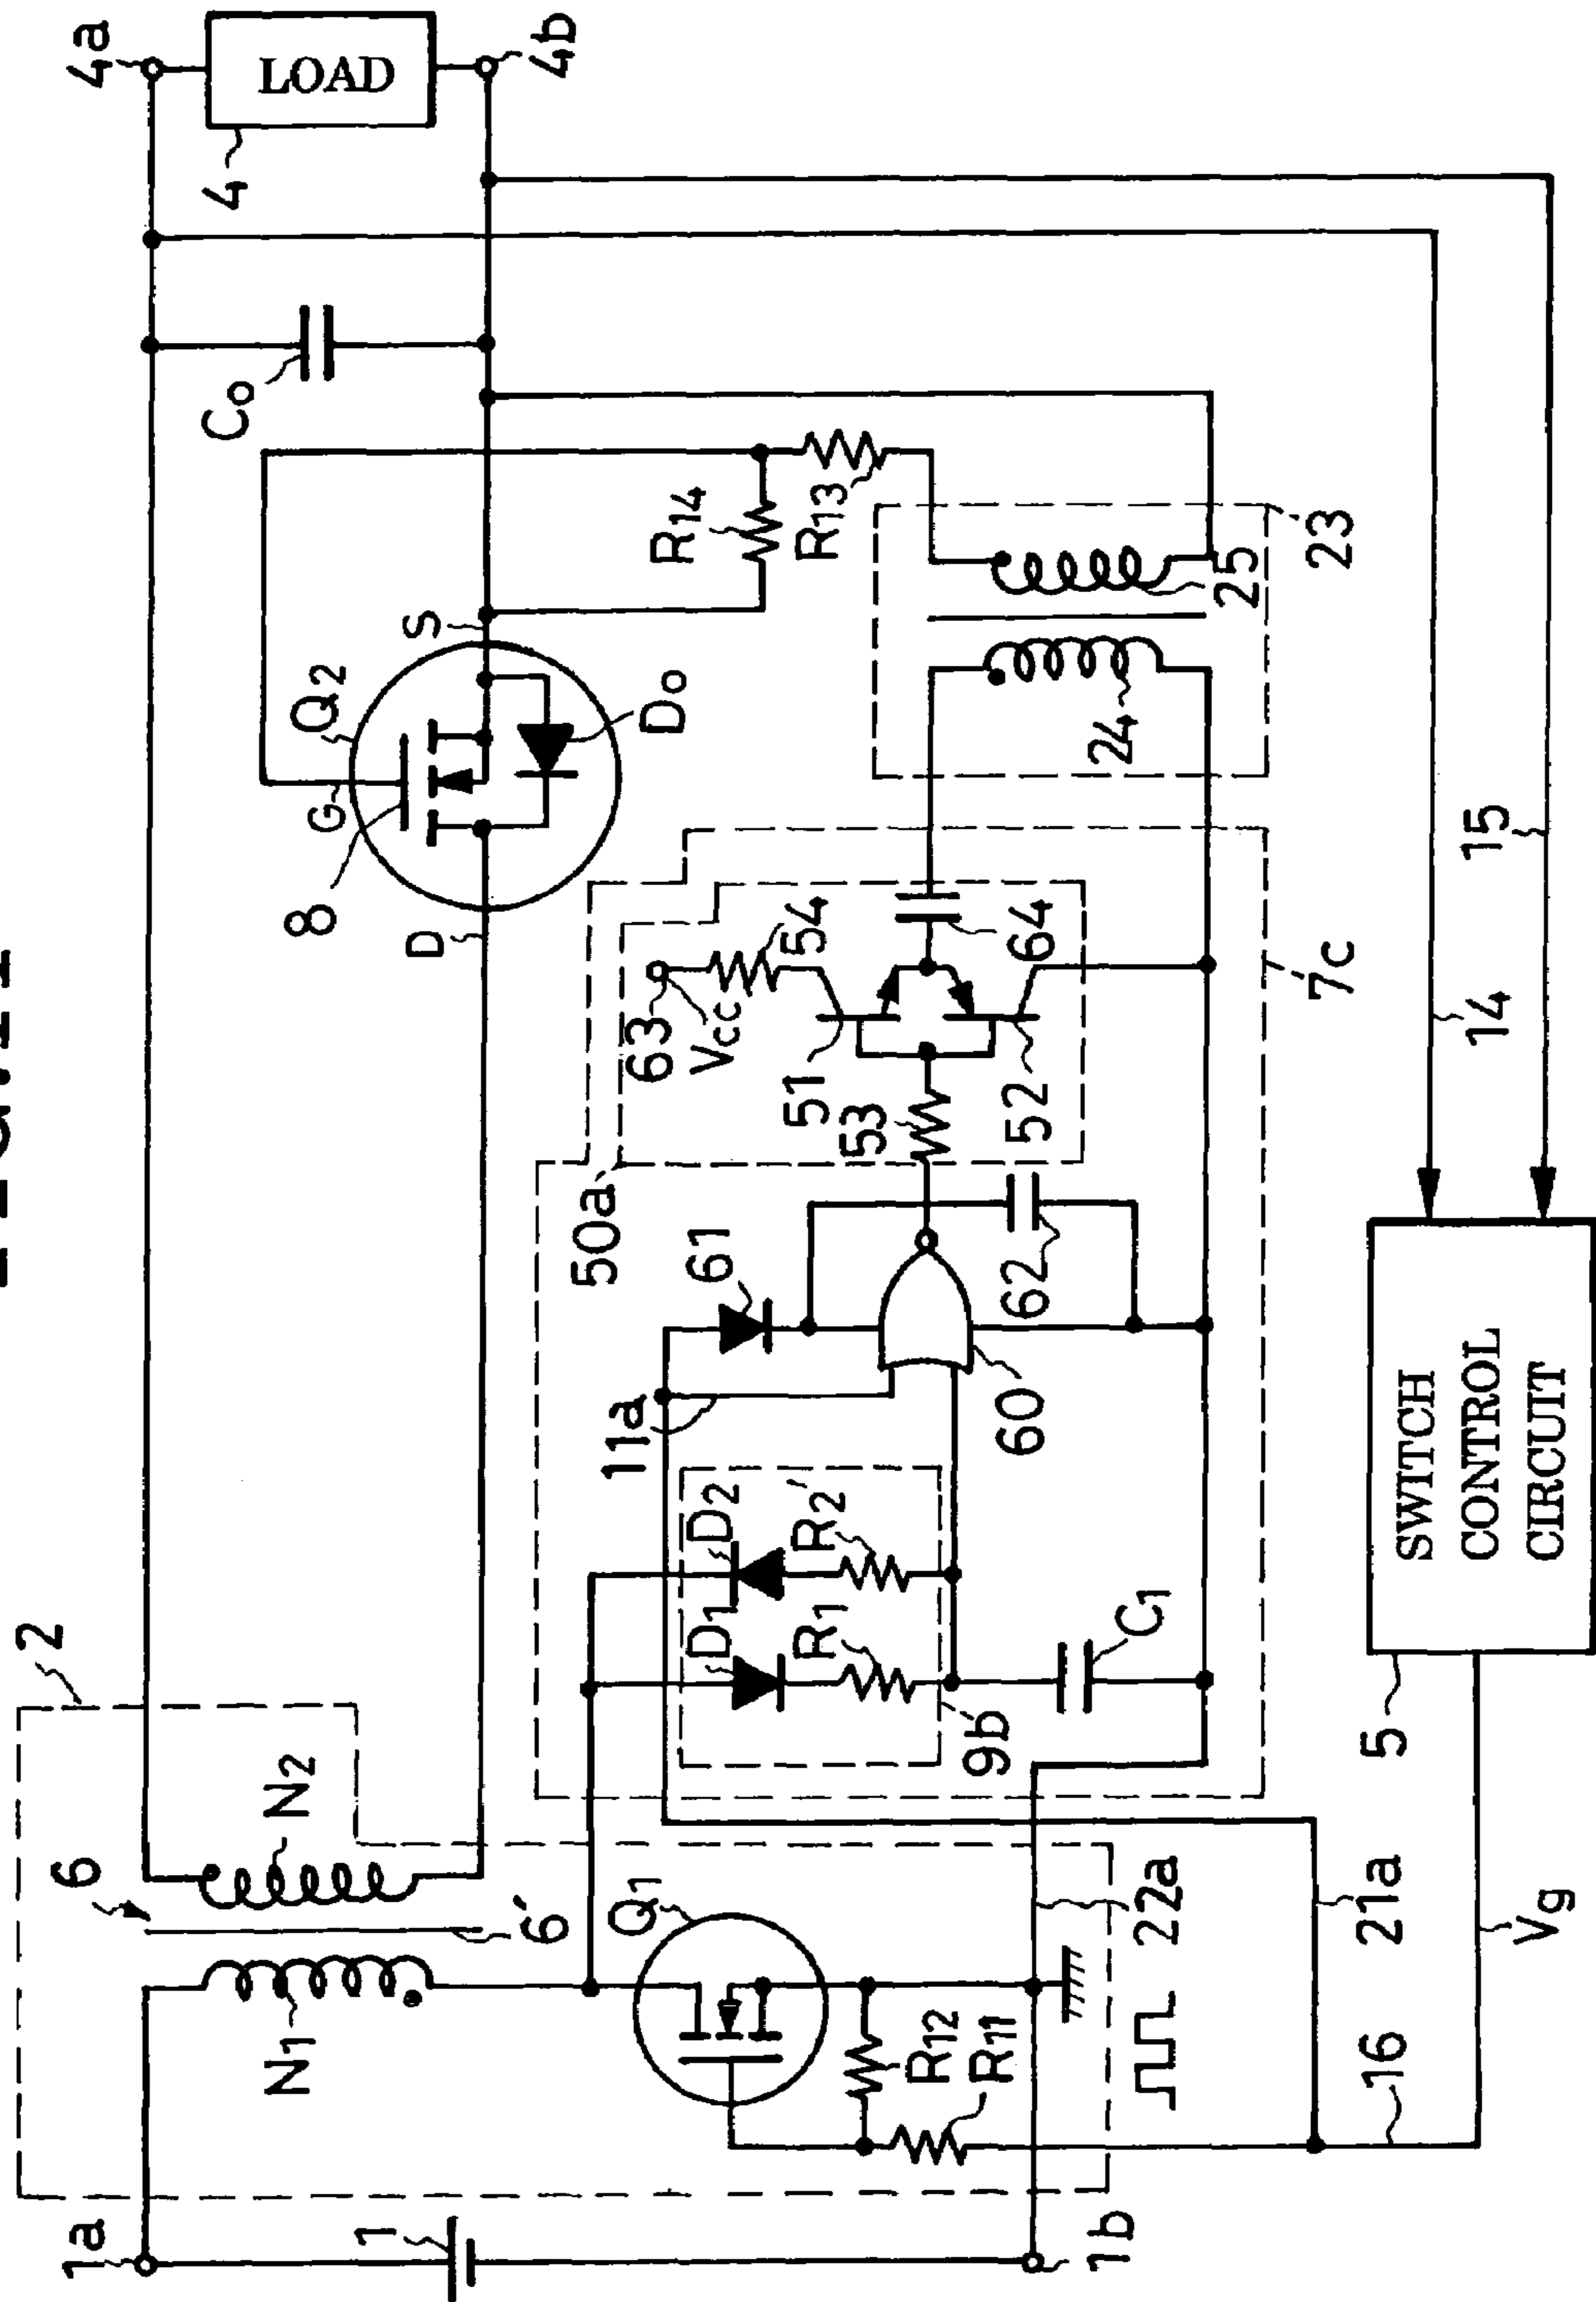 4a
LOAD
4
4b
Co
R14
R13
23
25
24
S
Q2
Do
G
8
D
63
Vcc
54
64
51
53
52
7c
14
15
50a'
61
62
11a
60
D2
R2'
D1
R1
C1
9b
SWITCH
CONTROL
CIRCUIT
5
2
N2
6
6'
N1
Q1
R12
R11
22a
21a
Vg
16
1a
1
1b